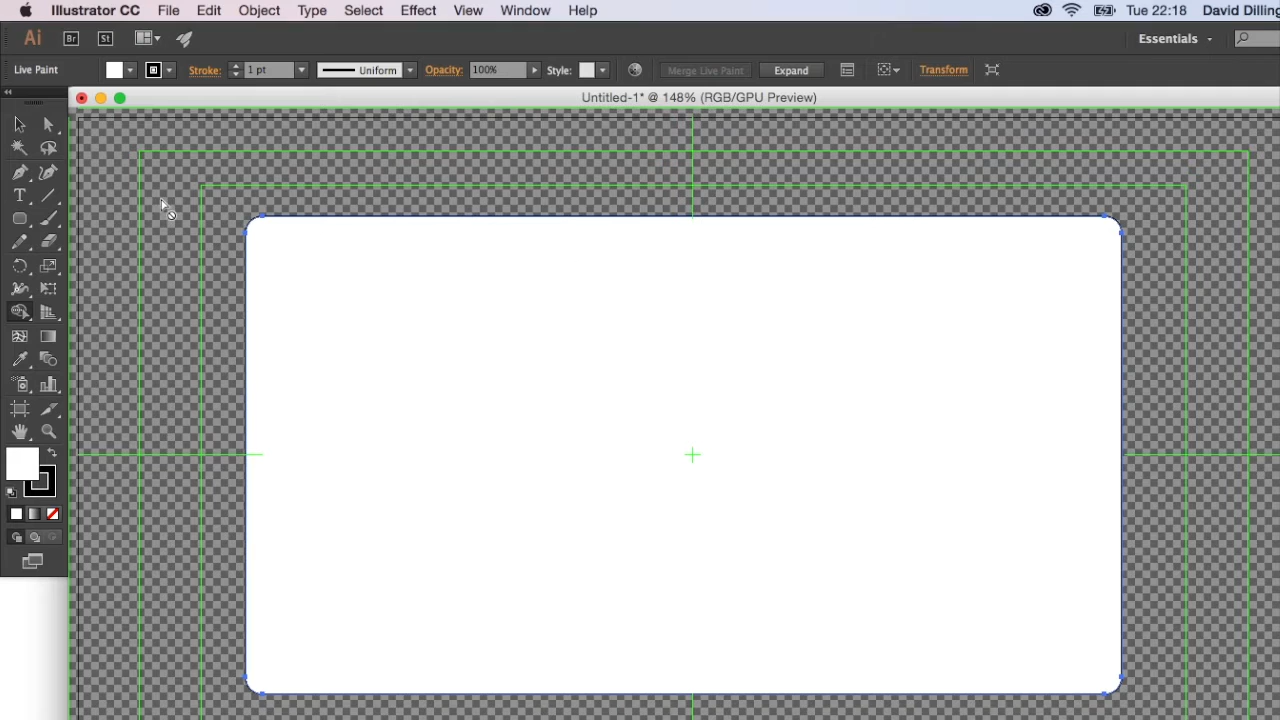 Illustrator CC File Edit Object Type Select Effect View Window Help Tue 22:18 David Dilling
Ai Br St Essentials
Live Paint Stroke: 1 pt Uniform Opacity: 100% Style: Merge Live Paint Expand Transform
Untitled-1* @ 148% (RGB/GPU Preview)
T